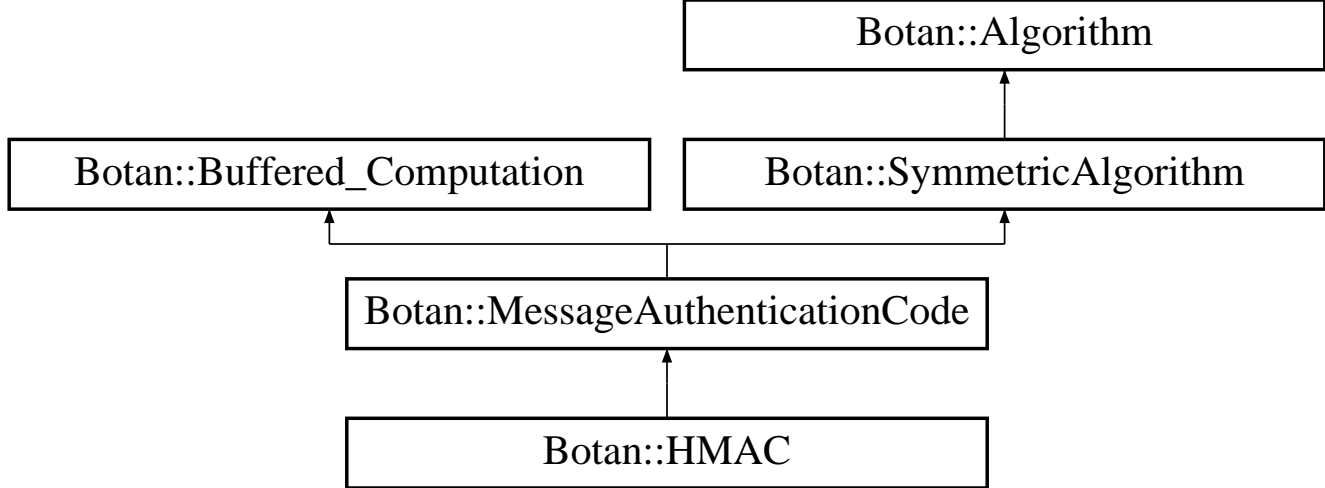 Botan::Algorithm
Botan::Buffered_Computation
Botan::SymmetricAlgorithm
Botan::MessageAuthenticationCode
Botan::HMAC